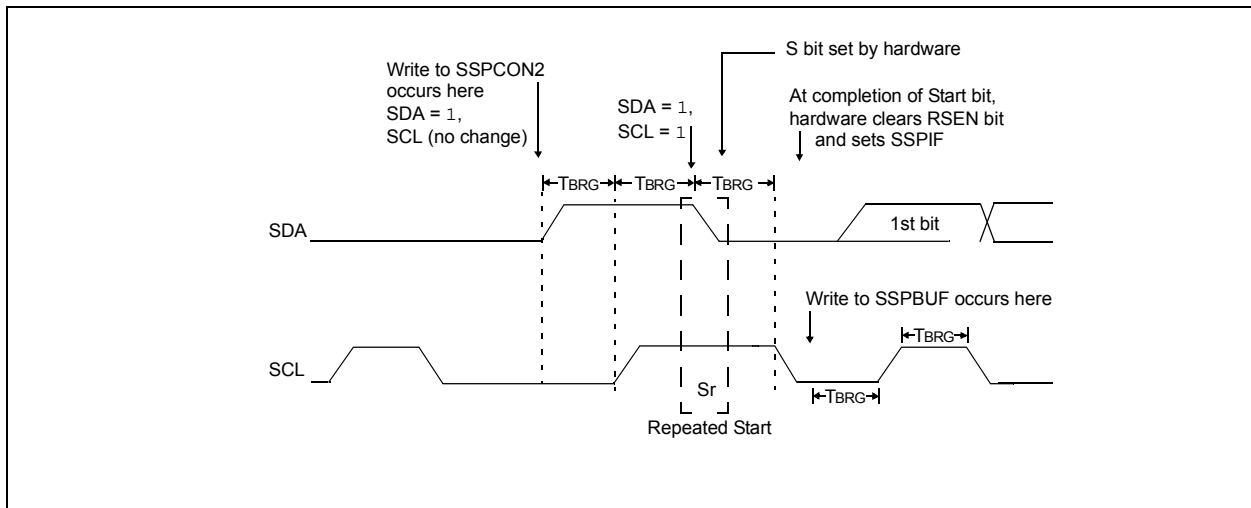 S bit set by hardware
Write to SSPCON2
occurs here
SDA = 1,
SCL (no change)
SDA = 1,
SCL = 1
At completion of Start bit,
hardware clears RSEN bit
and sets SSPIF
TBRG
TBRG
TBRG
SDA
1st bit
Write to SSPBUF occurs here
TBRG
SCL
Sr
TBRG
Repeated Start